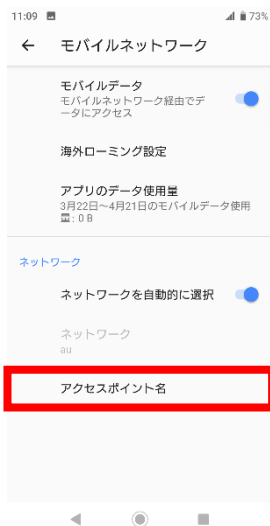 11:09 73%
モバイルネットワーク
モバイルデータ
モバイルネットワーク経由でデ
ータにアクセス
海外ローミング設定
アプリのデータ使用量
3月22日~4月21日のモバイルデータ使用
量: 0 B
ネットワーク
ネットワークを自動的に選択
ネットワーク
au
アクセスポイント名